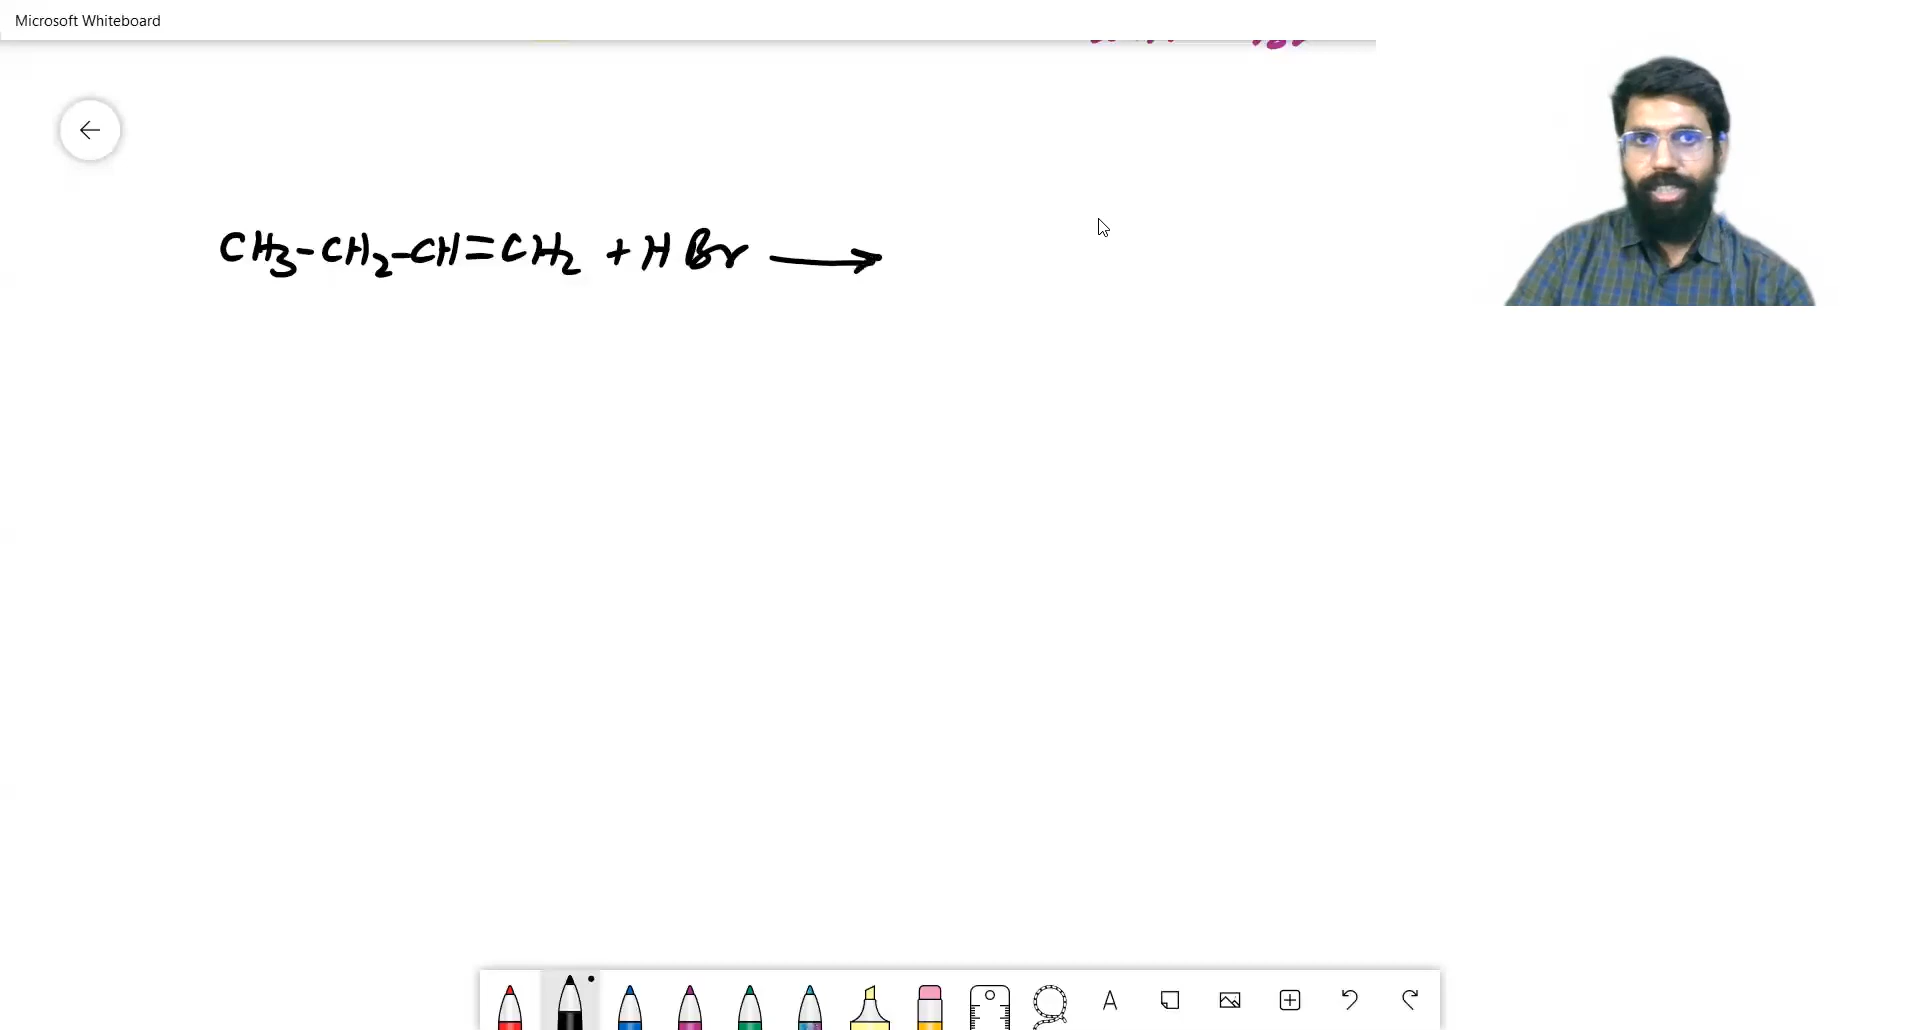 Microsoft Whiteboard
CH3-CH2-CH=CH2 + HBr ⟶
A